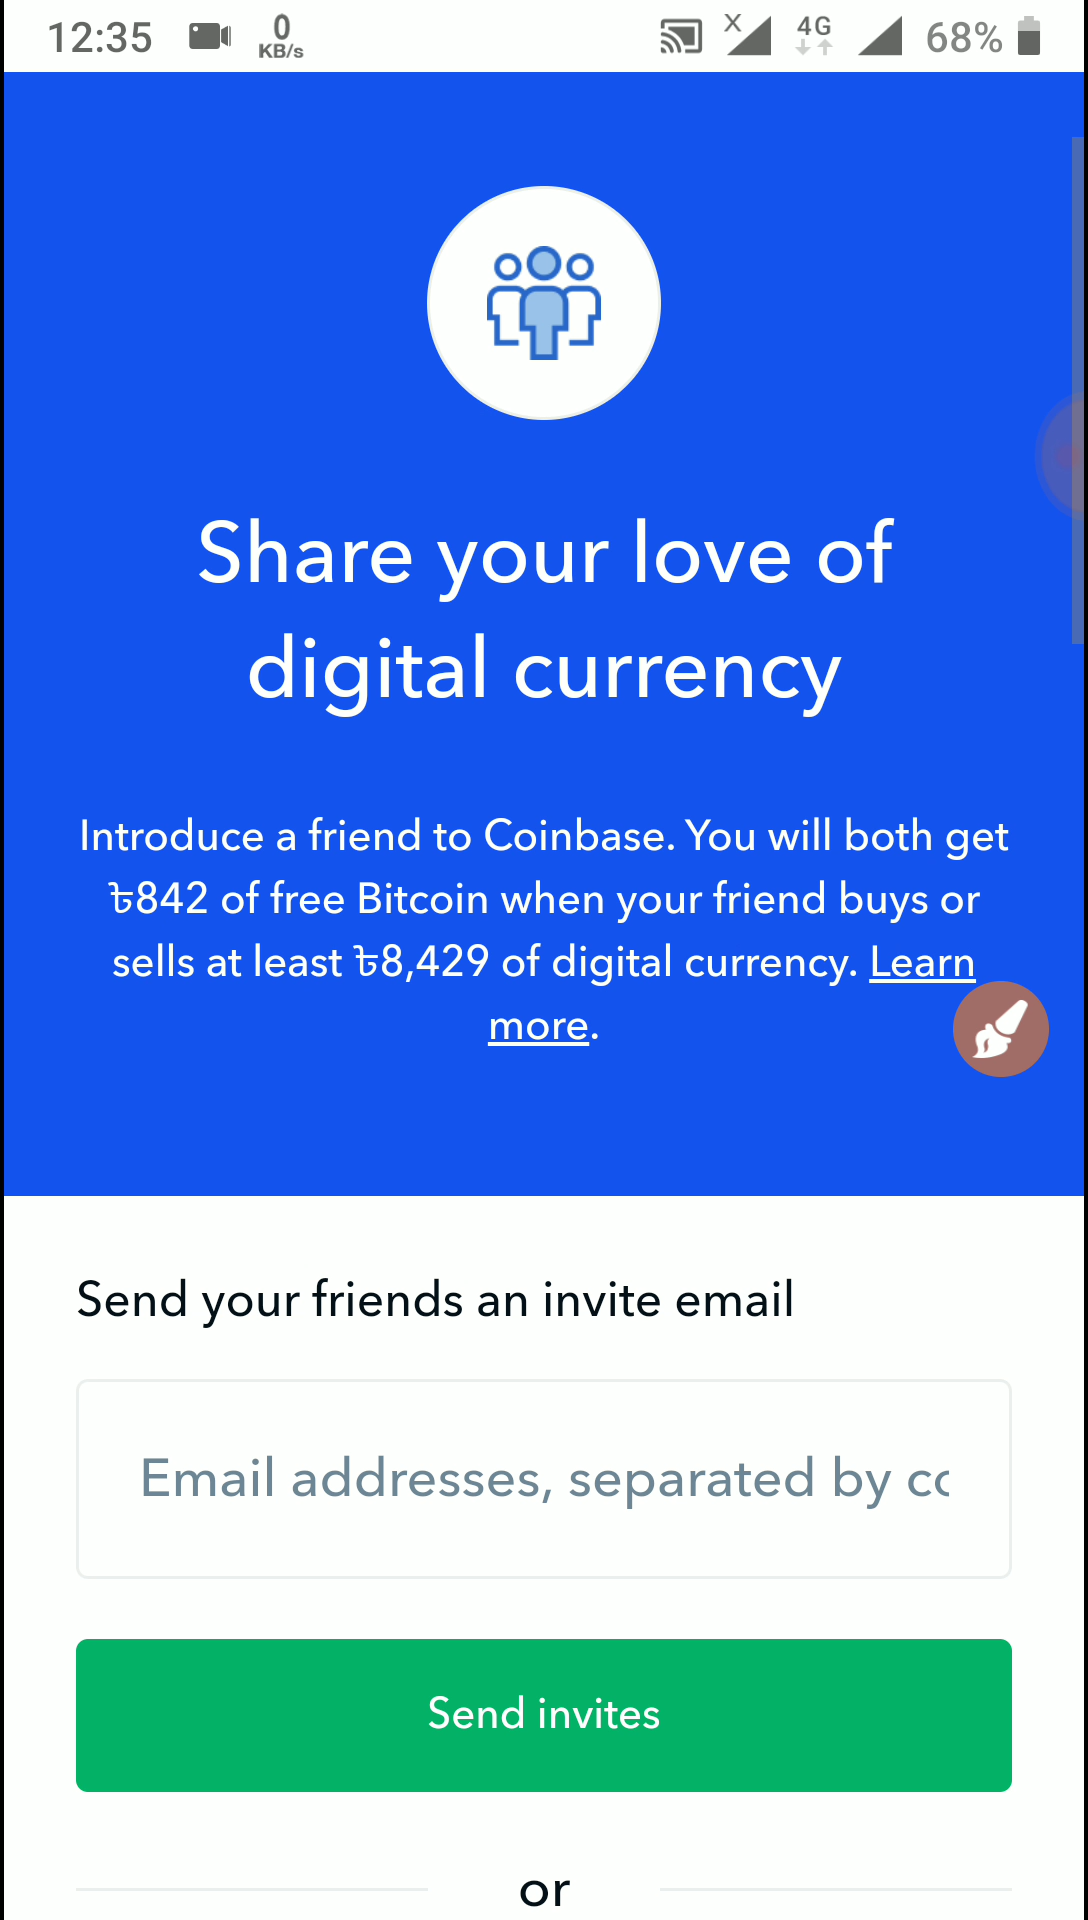 12:35 0 KB/s X 4G 68%
Share your love of
digital currency
Introduce a friend to Coinbase. You will both get
৳842 of free Bitcoin when your friend buys or
sells at least ৳8,429 of digital currency. Learn
more.
Send your friends an invite email
Email addresses, separated by co
Send invites
or